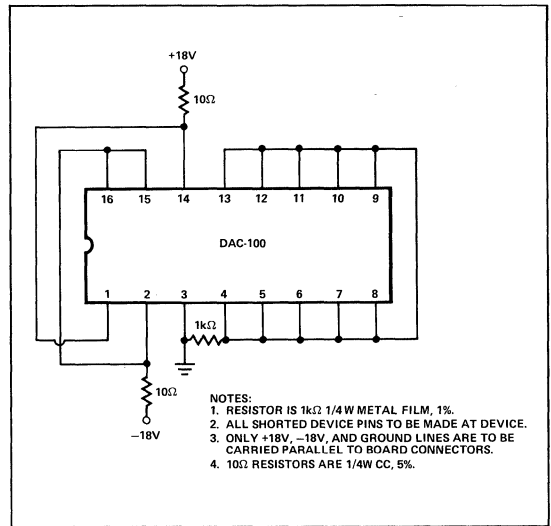 +18V
10Ω
16 15 14 13 12 11 10 9
DAC-100
1 2 3 4 5 6 7 8
1kΩ
10Ω
−18V
NOTES:
1. RESISTOR IS 1kΩ 1/4 W METAL FILM, 1%.
2. ALL SHORTED DEVICE PINS TO BE MADE AT DEVICE.
3. ONLY +18V, −18V, AND GROUND LINES ARE TO BE
CARRIED PARALLEL TO BOARD CONNECTORS.
4. 10Ω RESISTORS ARE 1/4W CC, 5%.